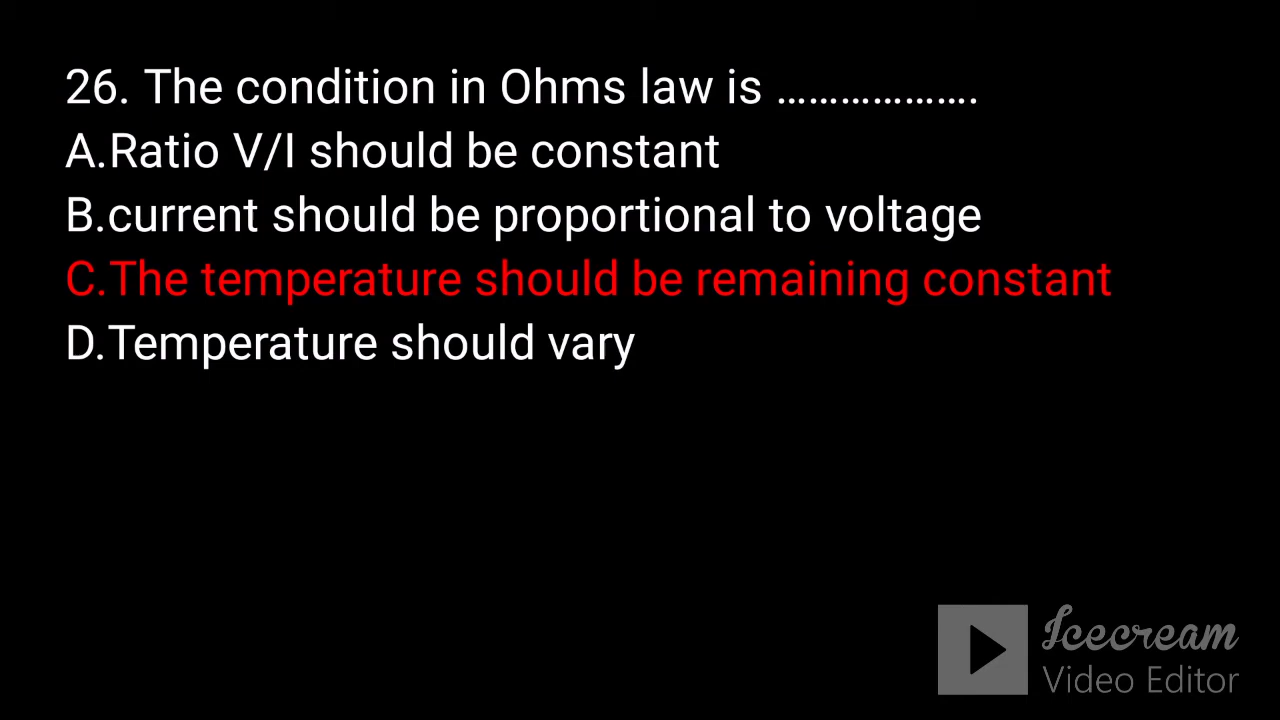 26. The condition in Ohms law is ……………….
A.Ratio V/I should be constant
B.current should be proportional to voltage
C.The temperature should be remaining constant
D.Temperature should vary
Icecream
Video Editor